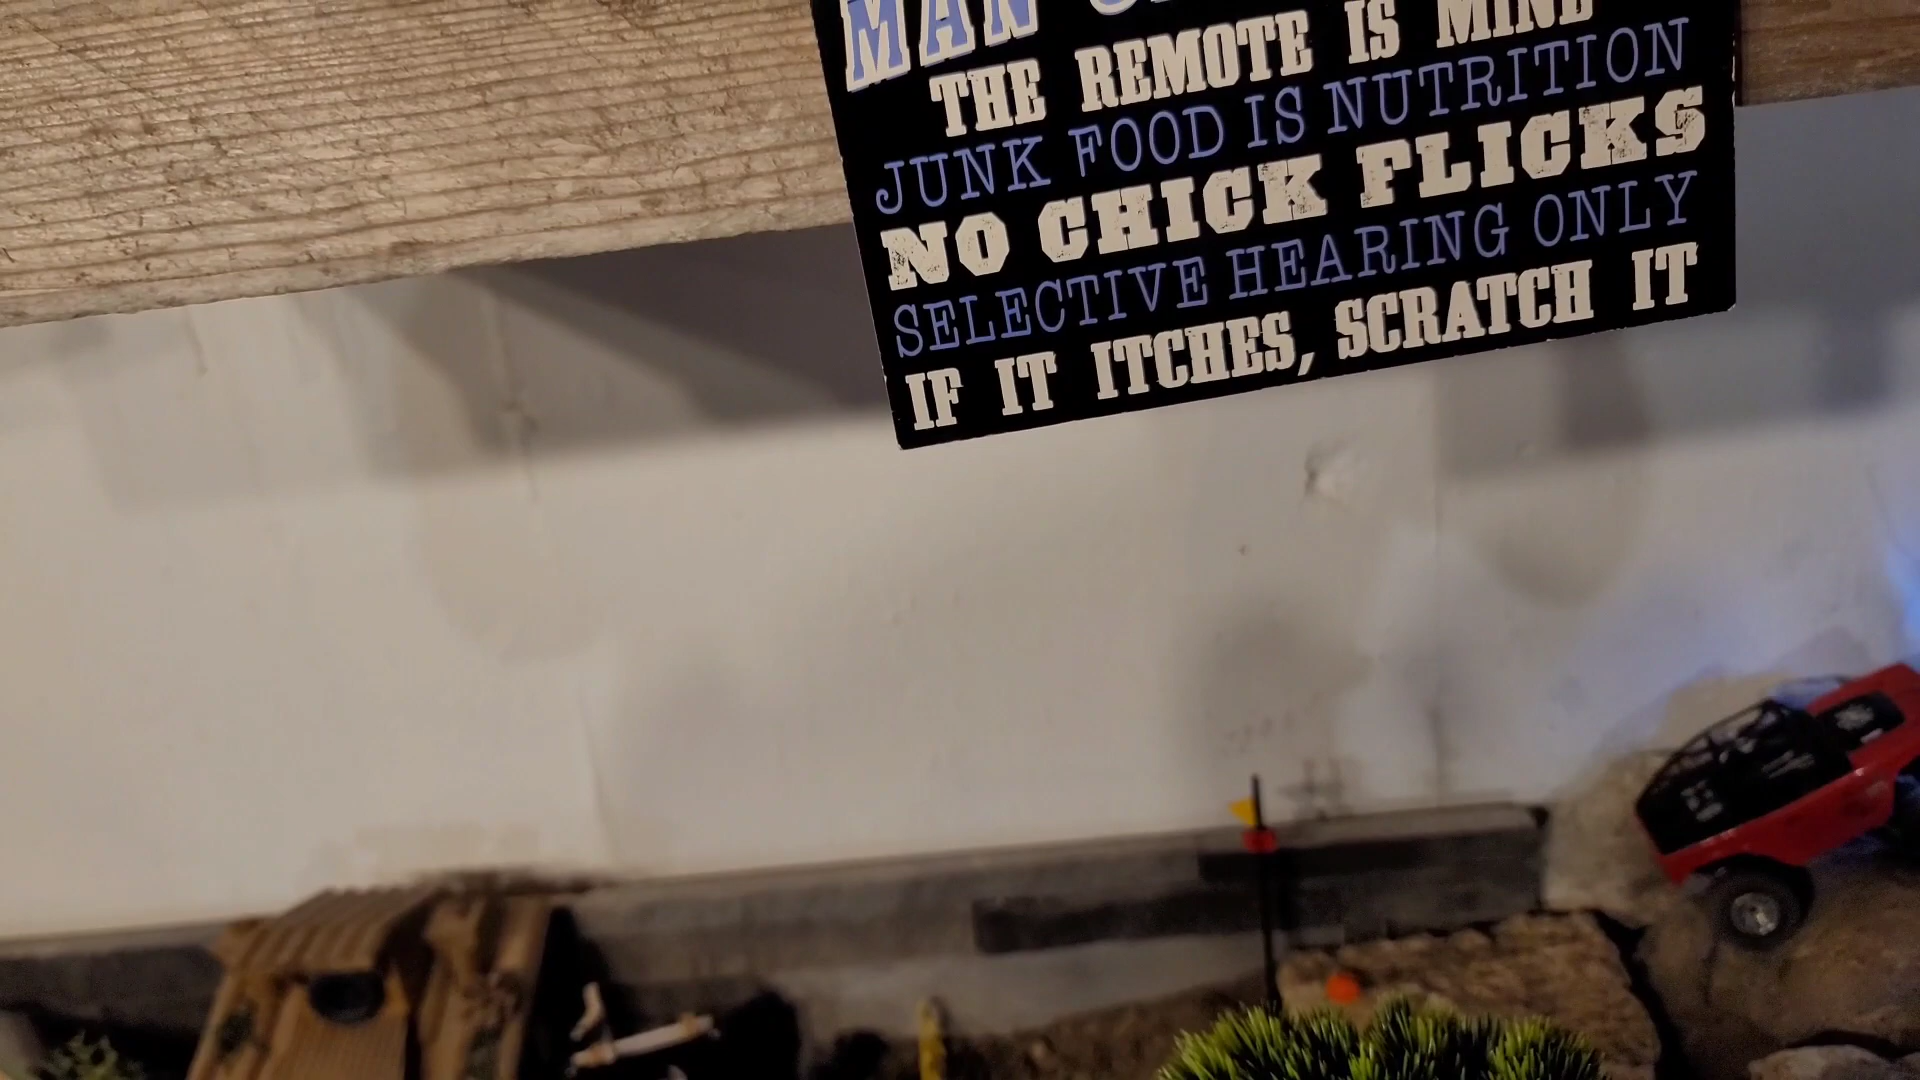 MAN
THE REMOTE IS MINE
JUNK FOOD IS NUTRITION
NO CHICK FLICKS
SELECTIVE HEARING ONLY
IF IT ITCHES, SCRATCH IT